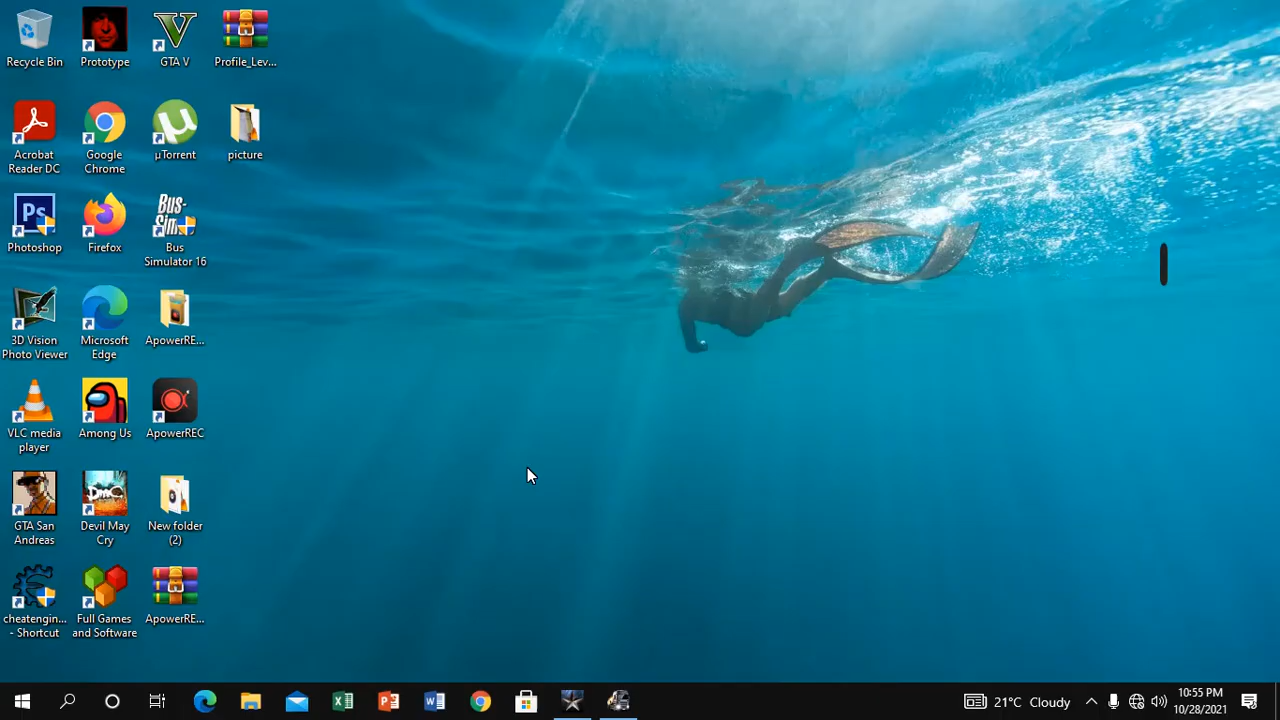 Recycle Bin
Prototype
GTA V
Profile_Lev...
Acrobat
Reader DC
Google
Chrome
µTorrent
picture
Photoshop
Firefox
Bus
Simulator 16
3D Vision
Photo Viewer
Microsoft
Edge
ApowerRE...
VLC media
player
Among Us
ApowerREC
GTA San
Andreas
Devil May
Cry
New folder
(2)
cheatengin...
- Shortcut
Full Games
and Software
ApowerRE...
21°C Cloudy
10:55 PM
10/28/2021